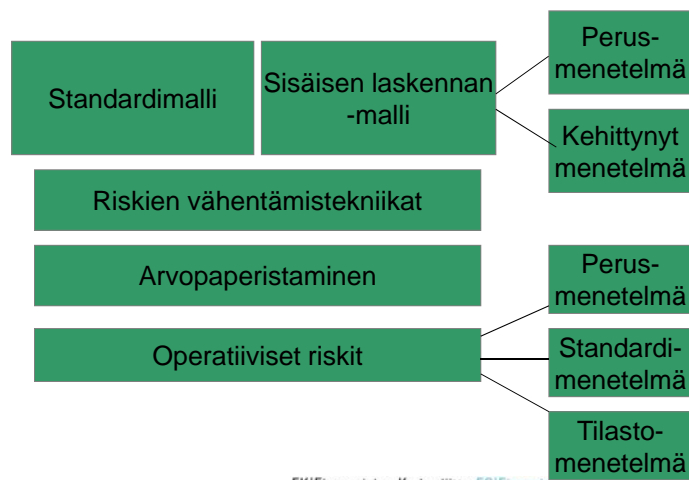 Standardimalli
Sisäisen laskennan
-malli
Perus-
menetelmä
Kehittynyt
menetelmä
Riskien vähentämistekniikat
Arvopaperistaminen
Operatiiviset riskit
Perus-
menetelmä
Standardi-
menetelmä
Tilasto-
menetelmä